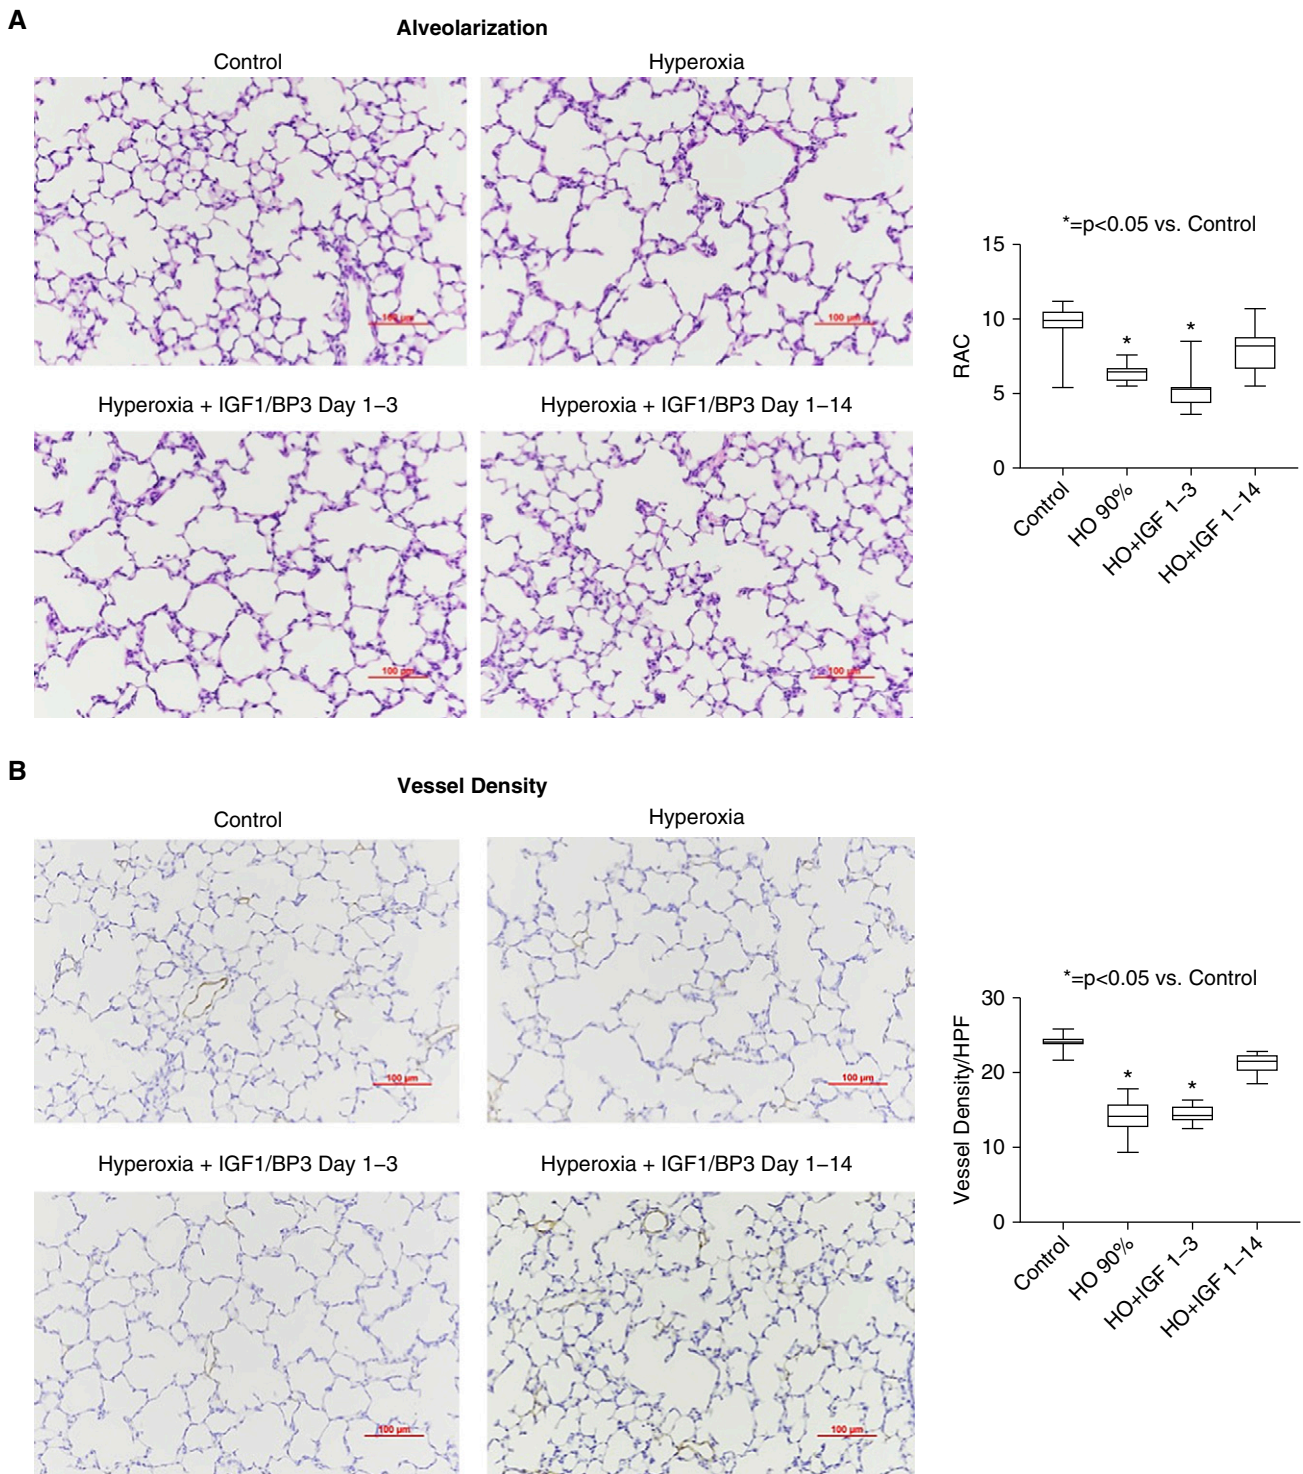 A
Alveolarization
Control
Hyperoxia
100 µm
100 µm
Hyperoxia + IGF1/BP3 Day 1–3
Hyperoxia + IGF1/BP3 Day 1–14
100 µm
100 µm
*=p<0.05 vs. Control
15
10
5
0
RAC
*
*
Control
HO 90%
HO+IGF 1–3
HO+IGF 1–14
B
Vessel Density
Control
Hyperoxia
100 µm
100 µm
Hyperoxia + IGF1/BP3 Day 1–3
Hyperoxia + IGF1/BP3 Day 1–14
100 µm
100 µm
*=p<0.05 vs. Control
30
20
10
0
Vessel Density/HPF
*
*
Control
HO 90%
HO+IGF 1–3
HO+IGF 1–14